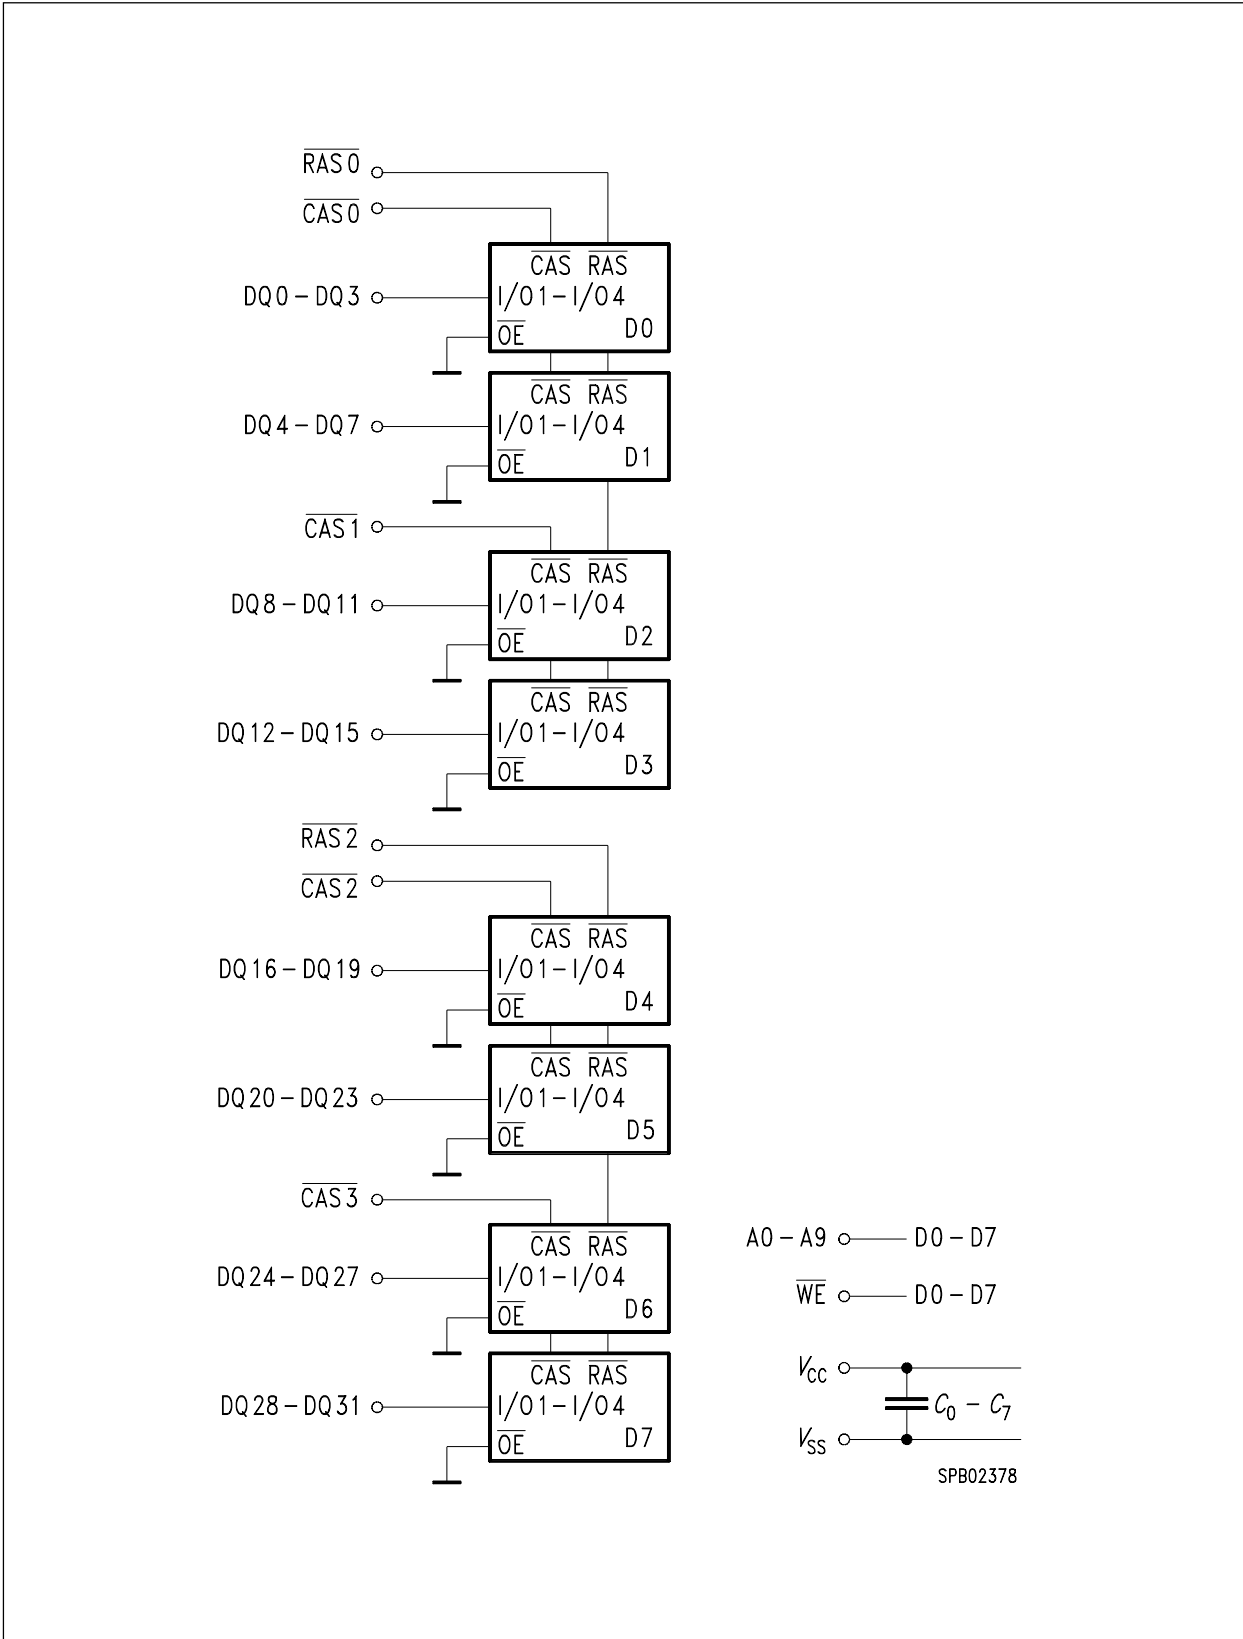 RAS0
CAS0
CAS RAS
DQ0-DQ3 I/O1-I/O4
OE D0
CAS RAS
DQ4-DQ7 I/O1-I/O4
OE D1
CAS1
CAS RAS
DQ8-DQ11 I/O1-I/O4
OE D2
CAS RAS
DQ12-DQ15 I/O1-I/O4
OE D3
RAS2
CAS2
CAS RAS
DQ16-DQ19 I/O1-I/O4
OE D4
CAS RAS
DQ20-DQ23 I/O1-I/O4
OE D5
CAS3
CAS RAS
DQ24-DQ27 I/O1-I/O4
OE D6
CAS RAS
DQ28-DQ31 I/O1-I/O4
OE D7
A0-A9 D0-D7
WE D0-D7
VCC
C0 - C7
VSS
SPB02378